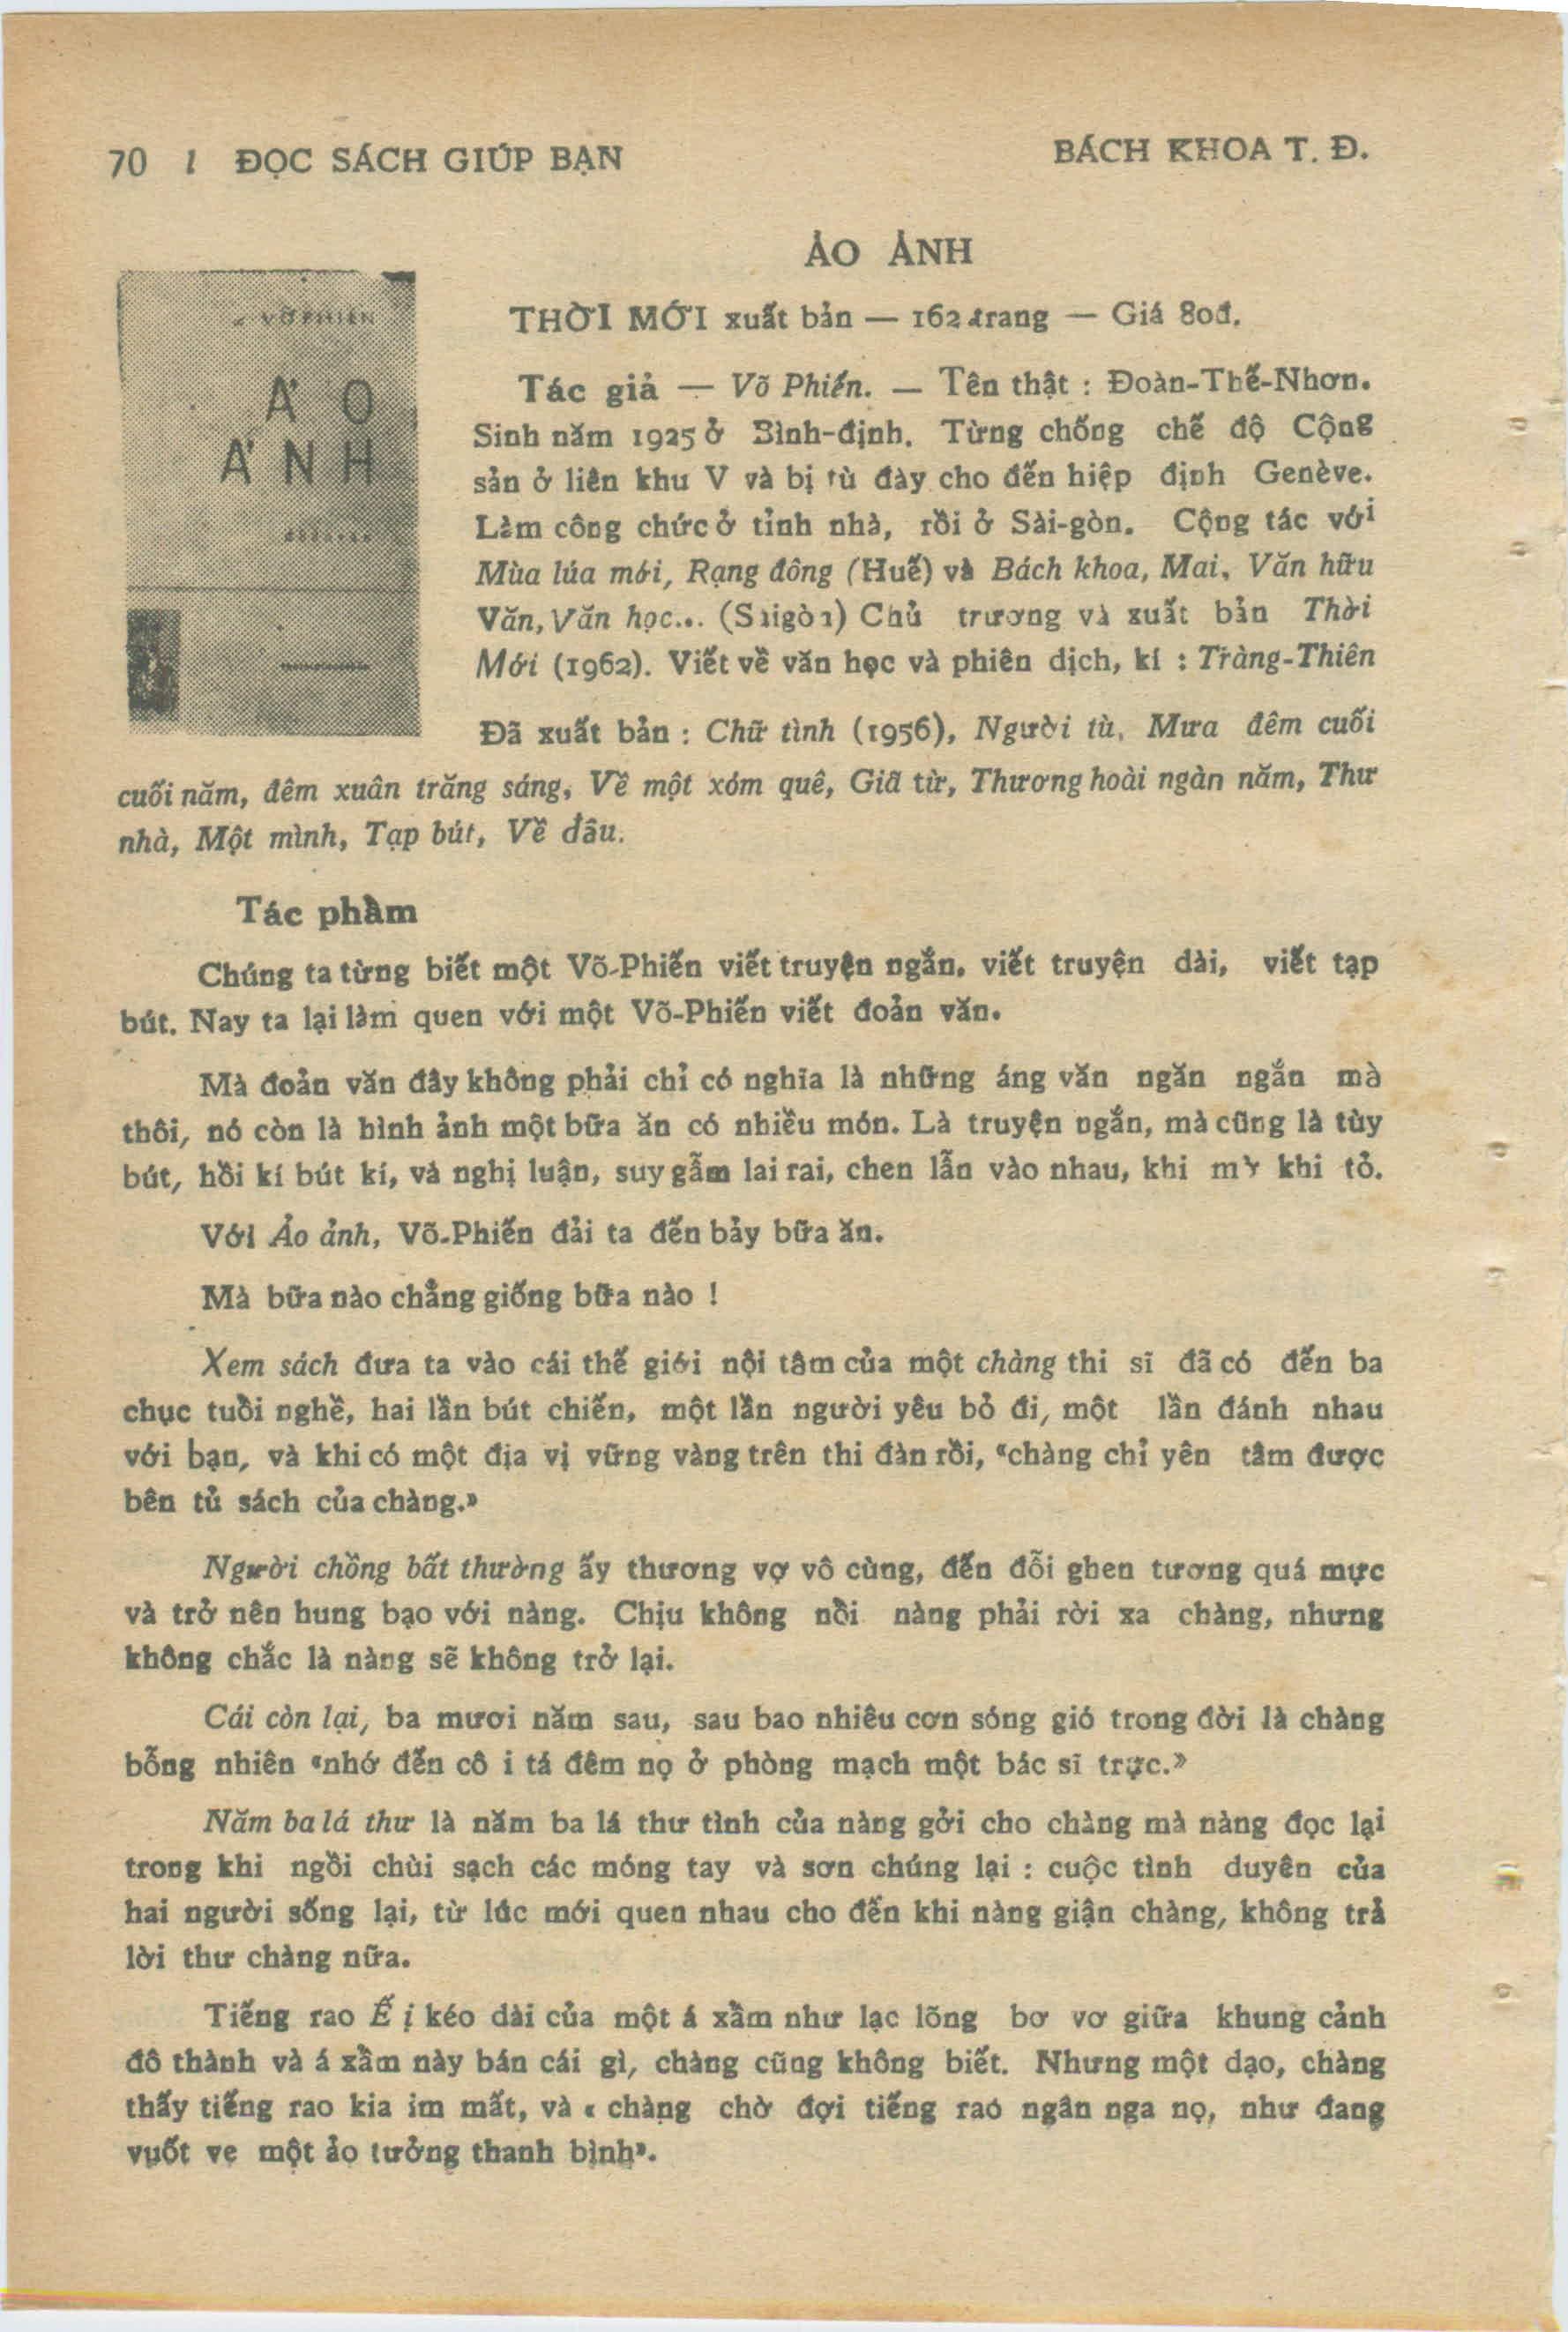 70 / ĐỌC SÁCH GIÚP BẠN
BÁCH KHOA T. Đ.
ẢO ẢNH
VÕ PHIẾN
ẢO
ẢNH
THỜI MỚI xuất bản — 162 trang — Giá 80đ.
Tác giả — Võ Phiến. — Tên thật : Đoàn-Thế-Nhơn.
Sinh năm 1925 ở Bình-định. Từng chống chế độ Cộng
sản ở liên khu V và bị tù đày cho đến hiệp định Genève.
Làm công chức ở tỉnh nhà, rồi ở Sài-gòn. Cộng tác với
Mùa lúa mới, Rạng đông (Huế) và Bách khoa, Mai, Văn hữu
Văn, Văn học... (Saigòn) Chủ trương và xuất bản Thời
Mới (1962). Viết về văn học và phiên dịch, kí : Tràng-Thiên
Đã xuất bản : Chữ tình (1956), Người tù, Mưa đêm cuối
cuối năm, đêm xuân trăng sáng, Về một xóm quê, Giã từ, Thương hoài ngàn năm, Thư
nhà, Một mình, Tạp bút, Về đâu.
Tác phẩm
Chúng ta từng biết một Võ-Phiến viết truyện ngắn, viết truyện dài, viết tạp
bút. Nay ta lại làm quen với một Võ-Phiến viết đoản văn.
Mà đoản văn đây không phải chỉ có nghĩa là những áng văn ngăn ngắn mà
thôi, nó còn là hình ảnh một bữa ăn có nhiều món. Là truyện ngắn, mà cũng là tùy
bút, hồi kí bút kí, và nghị luận, suy gẫm lai rai, chen lẫn vào nhau, khi mờ khi tỏ.
Với Ảo ảnh, Võ-Phiến đải ta đến bảy bữa ăn.
Mà bữa nào chẳng giống bữa nào !
Xem sách đưa ta vào cái thế giới nội tâm của một chàng thi sĩ đã có đến ba
chục tuổi nghề, hai lần bút chiến, một lần người yêu bỏ đi, một lần đánh nhau
với bạn, và khi có một địa vị vững vàng trên thi đàn rồi, «chàng chỉ yên tâm được
bên tủ sách của chàng.»
Người chồng bất thường ấy thương vợ vô cùng, đến đỗi ghen tương quá mực
và trở nên hung bạo với nàng. Chịu không nổi nàng phải rời xa chàng, nhưng
không chắc là nàng sẽ không trở lại.
Cái còn lại, ba mươi năm sau, sau bao nhiêu cơn sóng gió trong đời là chàng
bỗng nhiên «nhớ đến cô i tá đêm nọ ở phòng mạch một bác sĩ trực.»
Năm ba lá thư là năm ba lá thư tình của nàng gởi cho chàng mà nàng đọc lại
trong khi ngồi chùi sạch các móng tay và sơn chúng lại : cuộc tình duyên của
hai người sống lại, từ lúc mới quen nhau cho đến khi nàng giận chàng, không trả
lời thư chàng nữa.
Tiếng rao Ế ị kéo dài của một á xẩm như lạc lõng bơ vơ giữa khung cảnh
đô thành và á xẩm này bán cái gì, chàng cũng không biết. Nhưng một dạo, chàng
thấy tiếng rao kia im mất, và « chàng chờ đợi tiếng rao ngân nga nọ, như đang
vuốt ve một ảo tưởng thanh bình».